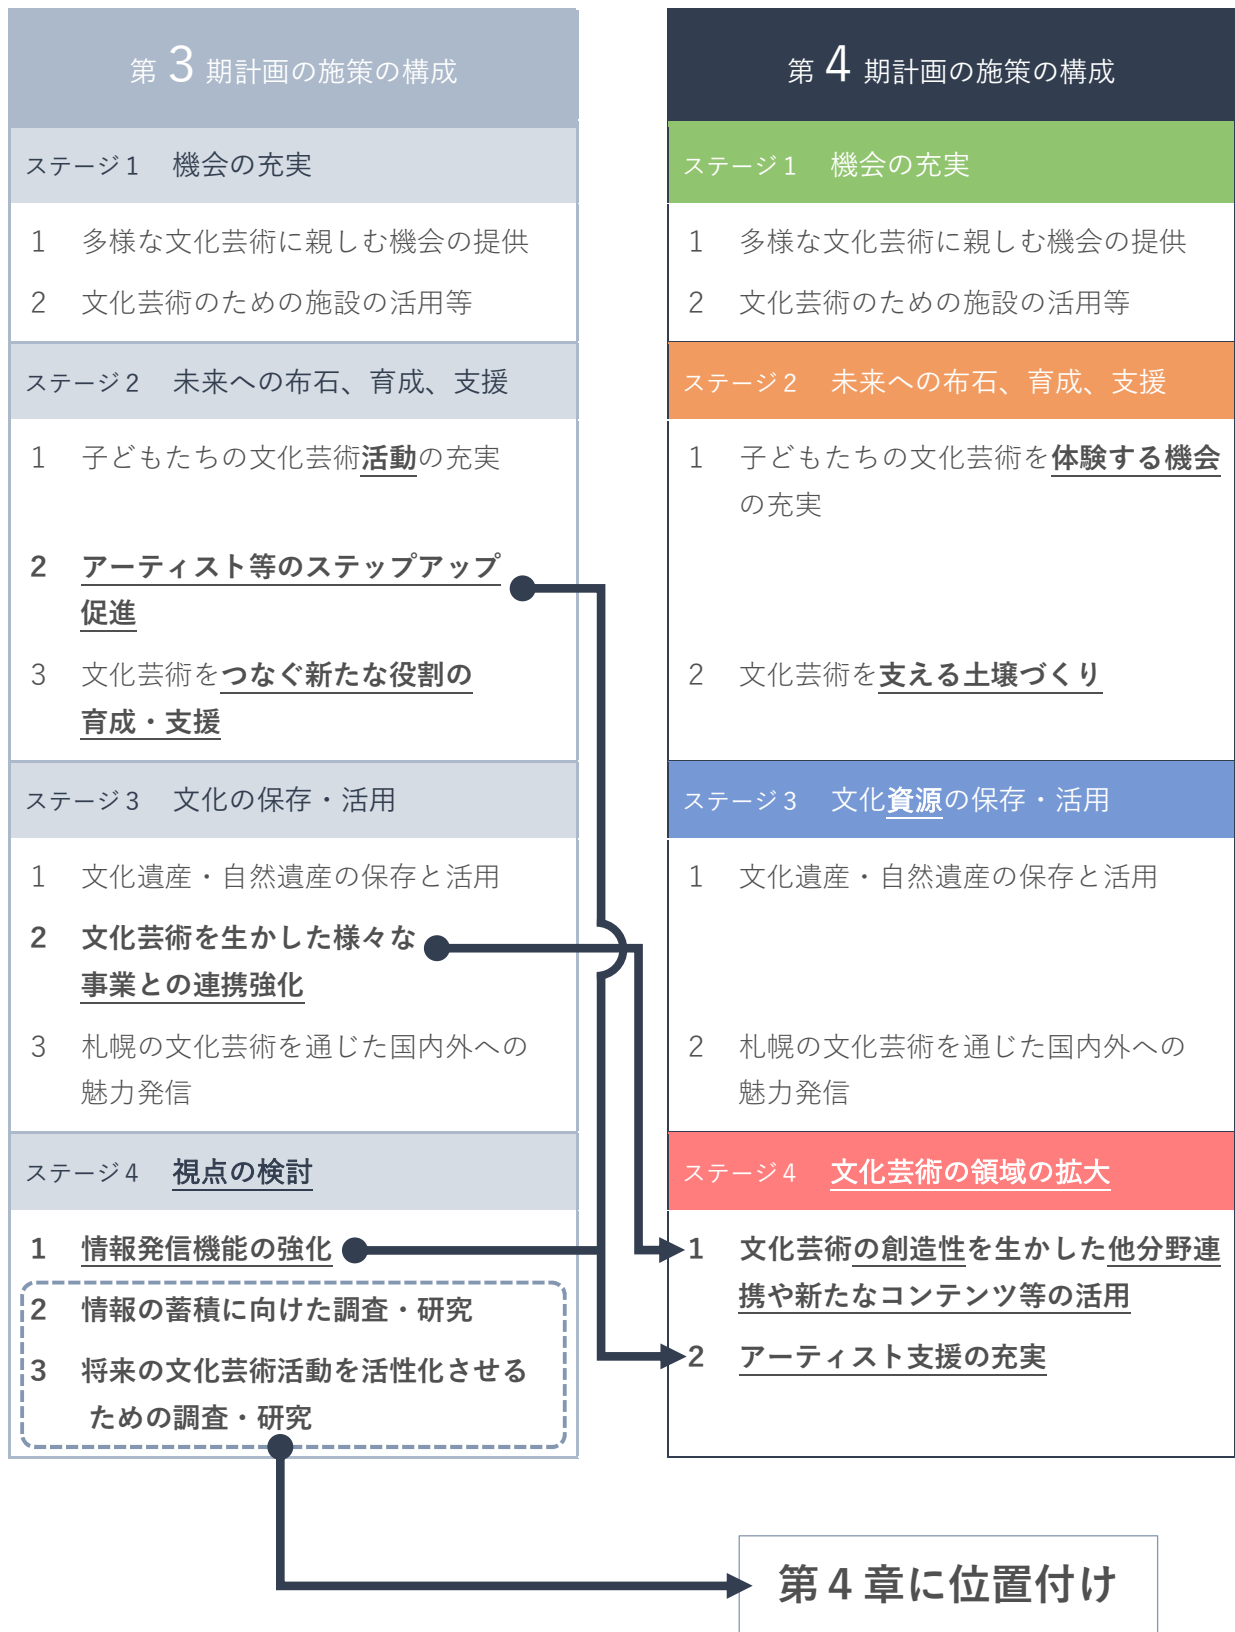 第 3 期計画の施策の構成
ステージ1 機会の充実
1 多様な文化芸術に親しむ機会の提供
2 文化芸術のための施設の活用等
ステージ2 未来への布石、育成、支援
1 子どもたちの文化芸術活動の充実
2 アーティスト等のステップアップ
促進
3 文化芸術をつなぐ新たな役割の
育成・支援
ステージ3 文化の保存・活用
1 文化遺産・自然遺産の保存と活用
2 文化芸術を生かした様々な
事業との連携強化
3 札幌の文化芸術を通じた国内外への
魅力発信
ステージ4 視点の検討
1 情報発信機能の強化
2 情報の蓄積に向けた調査・研究
3 将来の文化芸術活動を活性化させる
ための調査・研究
第 4 期計画の施策の構成
ステージ1 機会の充実
1 多様な文化芸術に親しむ機会の提供
2 文化芸術のための施設の活用等
ステージ2 未来への布石、育成、支援
1 子どもたちの文化芸術を体験する機会
の充実
2 文化芸術を支える土壌づくり
ステージ3 文化資源の保存・活用
1 文化遺産・自然遺産の保存と活用
2 札幌の文化芸術を通じた国内外への
魅力発信
ステージ4 文化芸術の領域の拡大
1 文化芸術の創造性を生かした他分野連
携や新たなコンテンツ等の活用
2 アーティスト支援の充実
第4章に位置付け